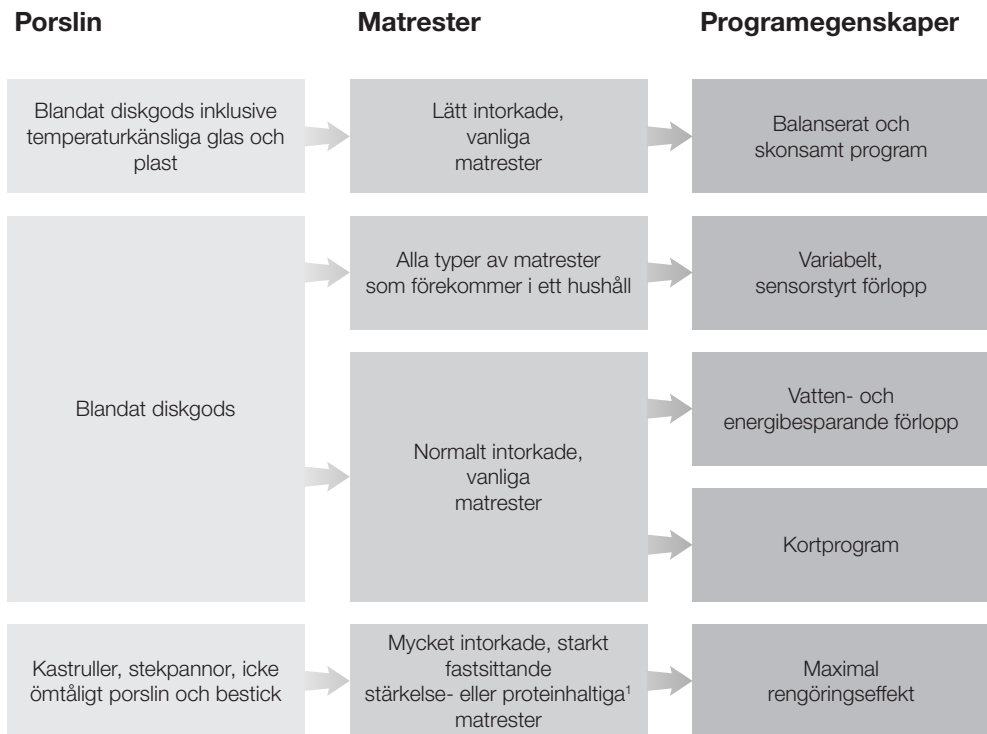 Porslin
Matrester
Programegenskaper
Blandat diskgods inklusive
temperaturkänsliga glas och
plast
Lätt intorkade,
vanliga
matrester
Balanserat och
skonsamt program
Blandat diskgods
Alla typer av matrester
som förekommer i ett hushåll
Variabelt,
sensorstyrt förlopp
Normalt intorkade,
vanliga
matrester
Vatten- och
energibesparande förlopp
Kortprogram
Kastruller, stekpannor, icke
ömtåligt porslin och bestick
Mycket intorkade, starkt
fastsittande
stärkelse- eller proteinhaltiga¹
matrester
Maximal
rengöringseffekt